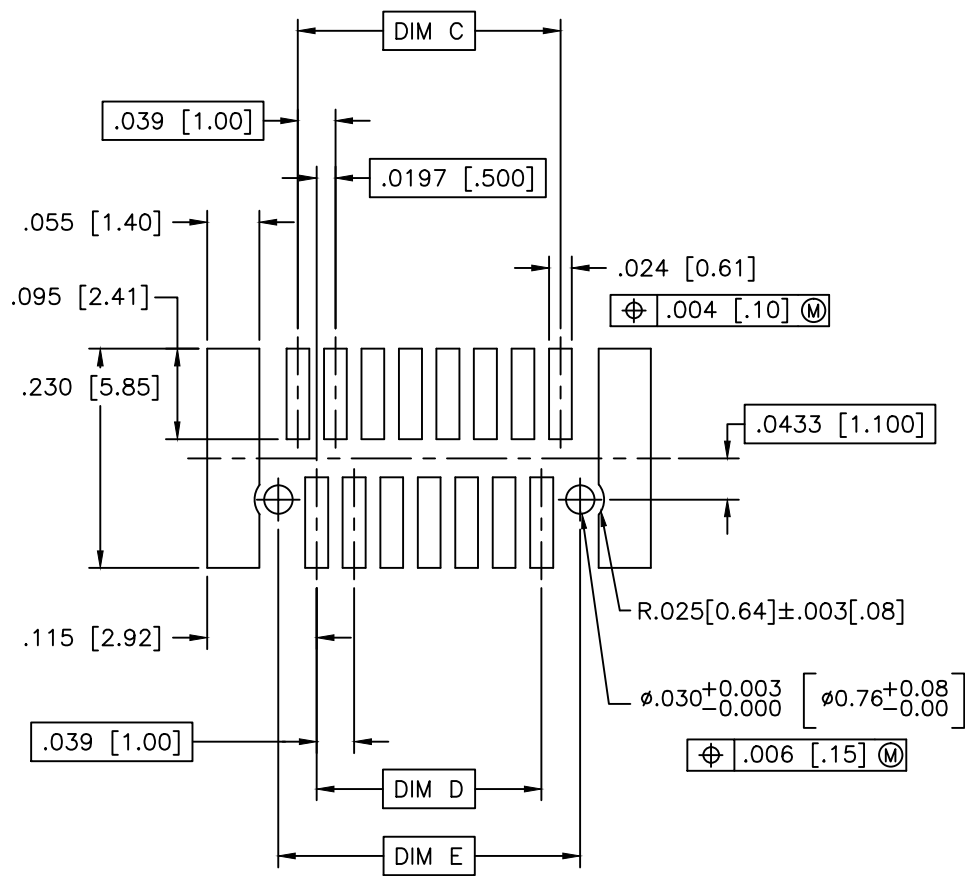 DIM C
.039 [1.00]
.0197 [.500]
.055 [1.40]
.024 [0.61]
.095 [2.41]
⌖ .004 [.10] Ⓜ
.230 [5.85]
.0433 [1.100]
R.025[0.64]±.003[.08]
.115 [2.92]
ø.030 +0.003 -0.000 [ø0.76 +0.08 -0.00]
.039 [1.00]
⌖ .006 [.15] Ⓜ
DIM D
DIM E